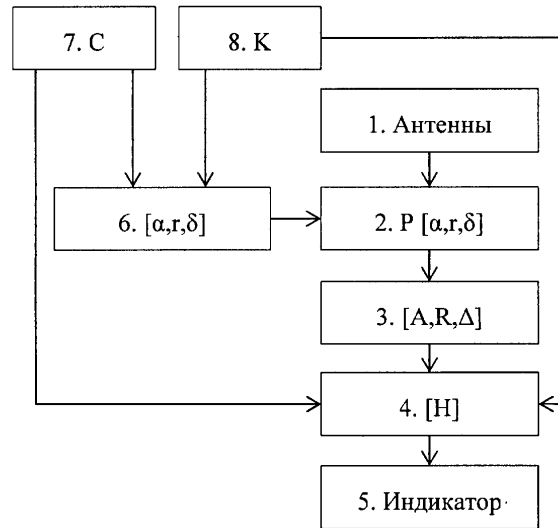 7. C
8. K
1. Антенны
6. [α,r,δ]
2. P [α,r,δ]
3. [A,R,Δ]
4. [H]
5. Индикатор